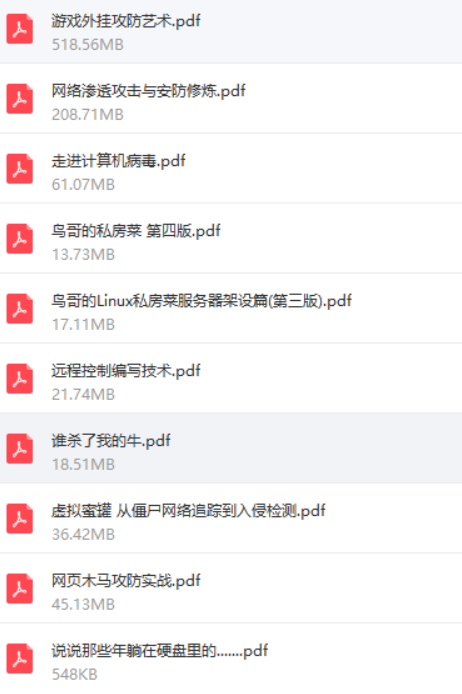 游戏外挂攻防艺术.pdf
518.56MB
网络渗透攻击与安防修炼.pdf
208.71MB
走进计算机病毒.pdf
61.07MB
鸟哥的私房菜 第四版.pdf
13.73MB
鸟哥的Linux私房菜服务器架设篇(第三版).pdf
17.11MB
远程控制编写技术.pdf
21.74MB
谁杀了我的牛.pdf
18.51MB
虚拟蜜罐 从僵尸网络追踪到入侵检测.pdf
36.42MB
网页木马攻防实战.pdf
45.13MB
说说那些年躺在硬盘里的.......pdf
548KB